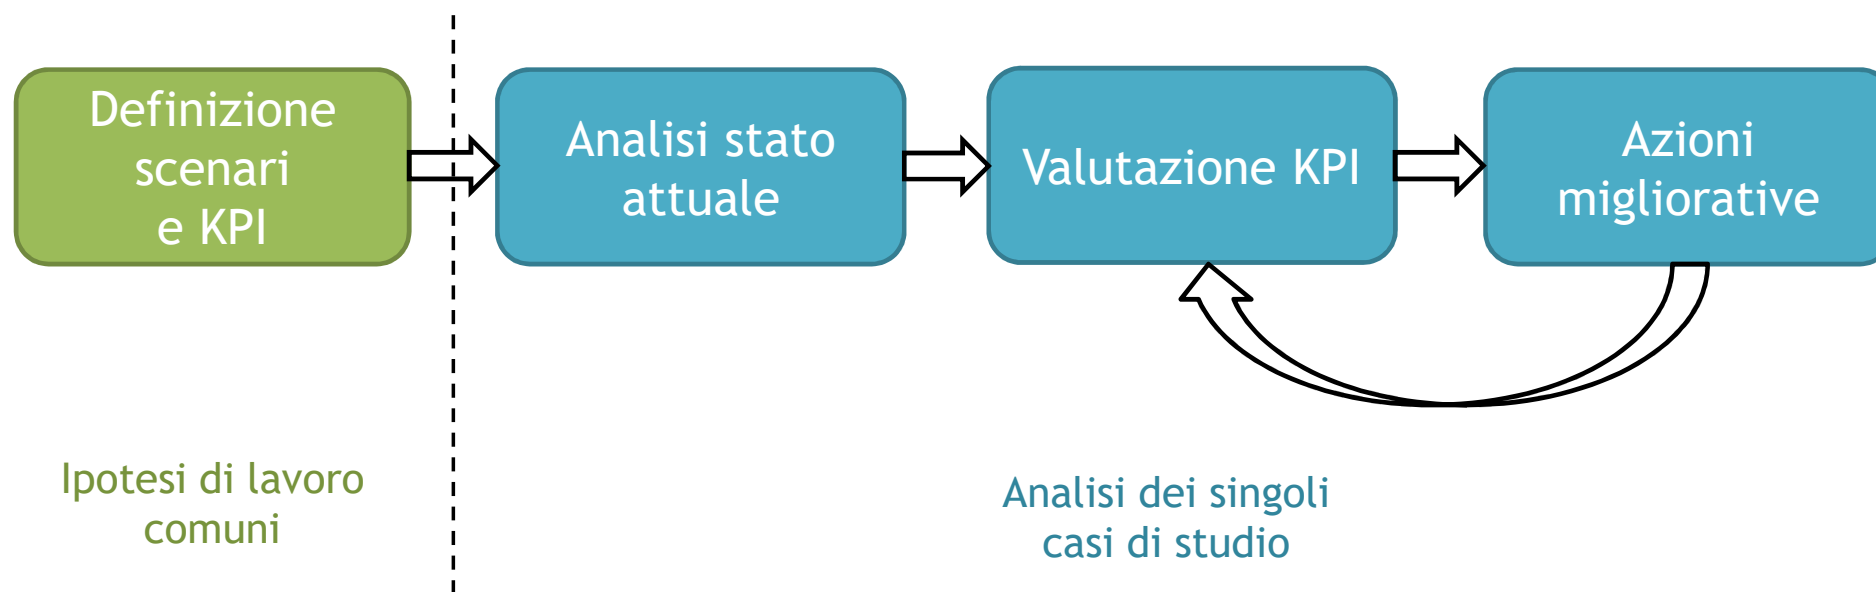 Definizione
scenari
e KPI
Analisi stato
attuale
Valutazione KPI
Azioni
migliorative
Ipotesi di lavoro
comuni
Analisi dei singoli
casi di studio